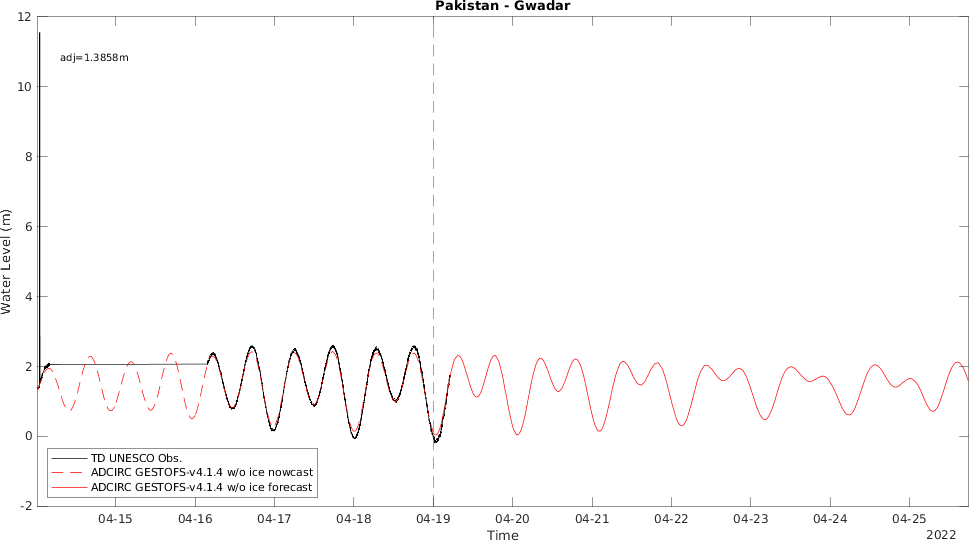 Pakistan - Gwadar
12
10
8
6
4
2
0
-2
Water Level (m)
adj=1.3858m
TD UNESCO Obs.
ADCIRC GESTOFS-v4.1.4 w/o ice nowcast
ADCIRC GESTOFS-v4.1.4 w/o ice forecast
04-15 04-16 04-17 04-18 04-19 04-20 04-21 04-22 04-23 04-24 04-25
Time
2022